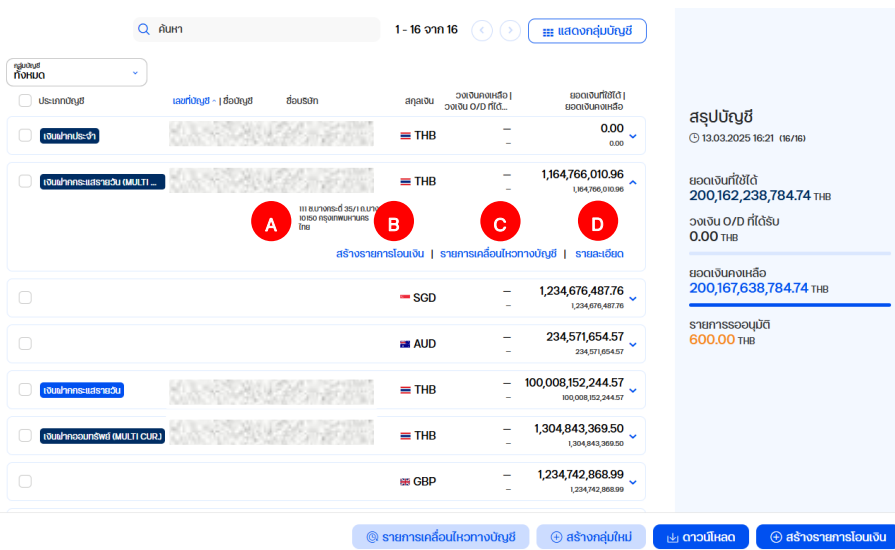 ค้นหา 1 - 16 จาก 16 แสดงกลุ่มบัญชี
กลุ่มบัญชี
ทั้งหมด
ประเภทบัญชี เลขที่บัญชี - | ชื่อบัญชี ชื่อบริษัท สกุลเงิน วงเงินคงเหลือ | วงเงิน O/D ที่ได้... ยอดเงินที่ใช้ได้ | ยอดเงินคงเหลือ
เงินฝากประจำ THB – 0.00
– 0.00
เงินฝากกระแสรายวัน (MULTI ... THB – 1,164,766,010.96
– 1,164,766,010.96
111 ซ.บางกระดี่ 35/1 ถ.บาง
10150 กรุงเทพมหานคร
ไทย
A B C D
สร้างรายการโอนเงิน | รายการเคลื่อนไหวทางบัญชี | รายละเอียด
SGD – 1,234,676,487.76
– 1,234,676,487.76
AUD – 234,571,654.57
– 234,571,654.57
เงินฝากกระแสรายวัน THB – 100,008,152,244.57
– 100,008,152,244.57
เงินฝากออมทรัพย์ (MULTI CUR.) THB – 1,304,843,369.50
– 1,304,843,369.50
GBP – 1,234,742,868.99
– 1,234,742,868.99
สรุปบัญชี
13.03.2025 16:21 (16/16)
ยอดเงินที่ใช้ได้
200,162,238,784.74 THB
วงเงิน O/D ที่ได้รับ
0.00 THB
ยอดเงินคงเหลือ
200,167,638,784.74 THB
รายการรออนุมัติ
600.00 THB
รายการเคลื่อนไหวทางบัญชี สร้างกลุ่มใหม่ ดาวน์โหลด สร้างรายการโอนเงิน